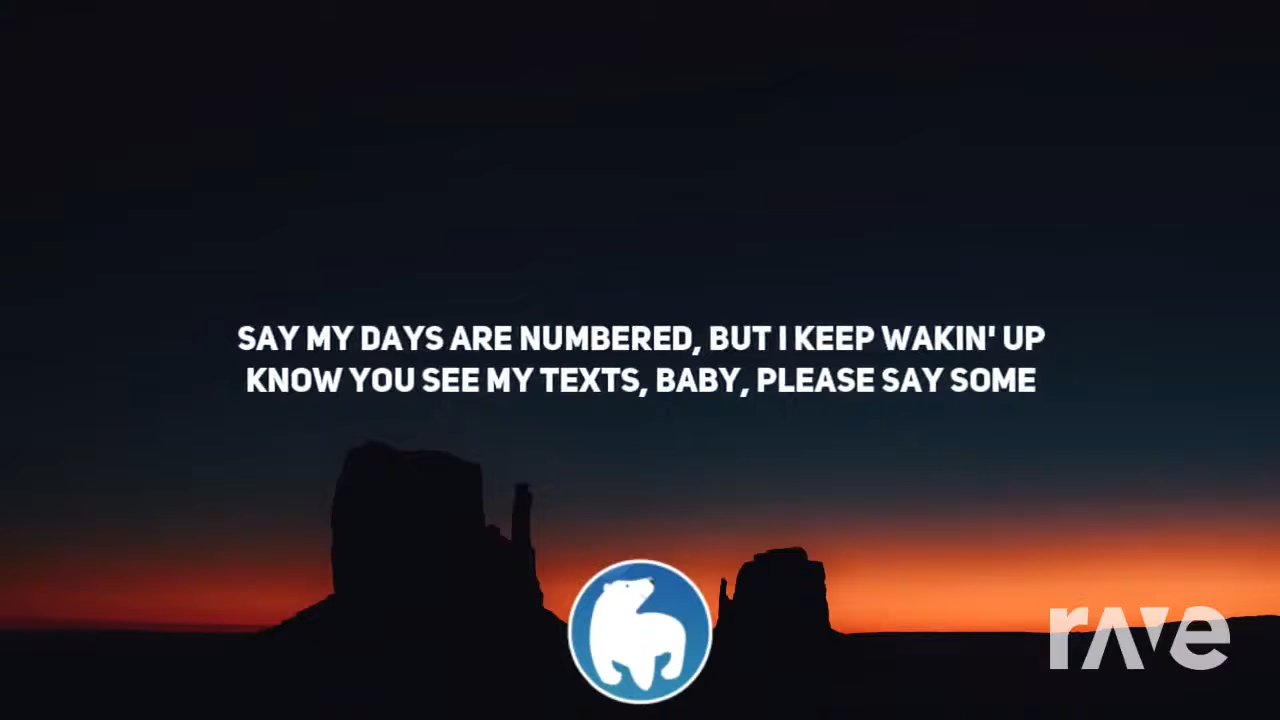 SAY MY DAYS ARE NUMBERED, BUT I KEEP WAKIN' UP
KNOW YOU SEE MY TEXTS, BABY, PLEASE SAY SOME
rave